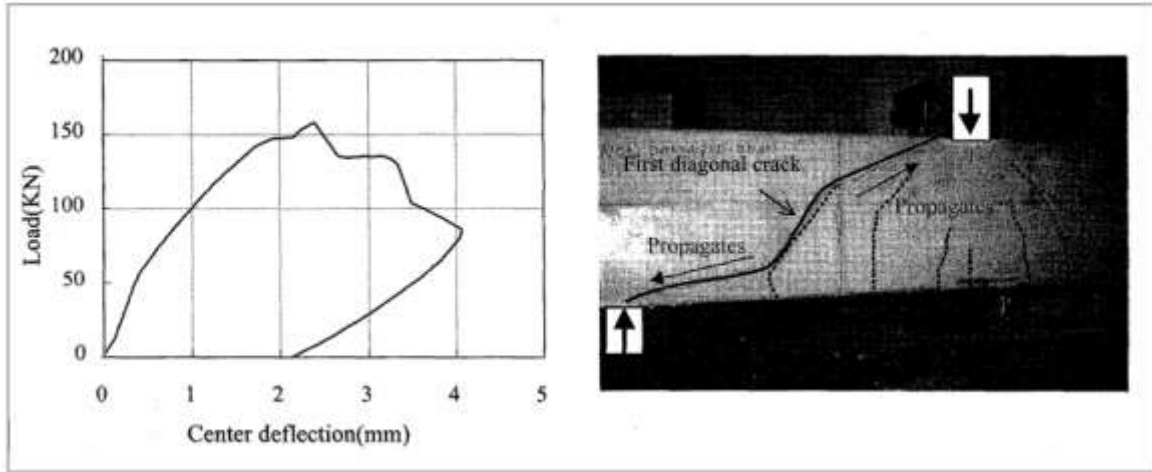 200
150
100
50
0
Load(KN)
0 1 2 3 4 5
Center deflection(mm)
First diagonal crack
Propagates
Propagates